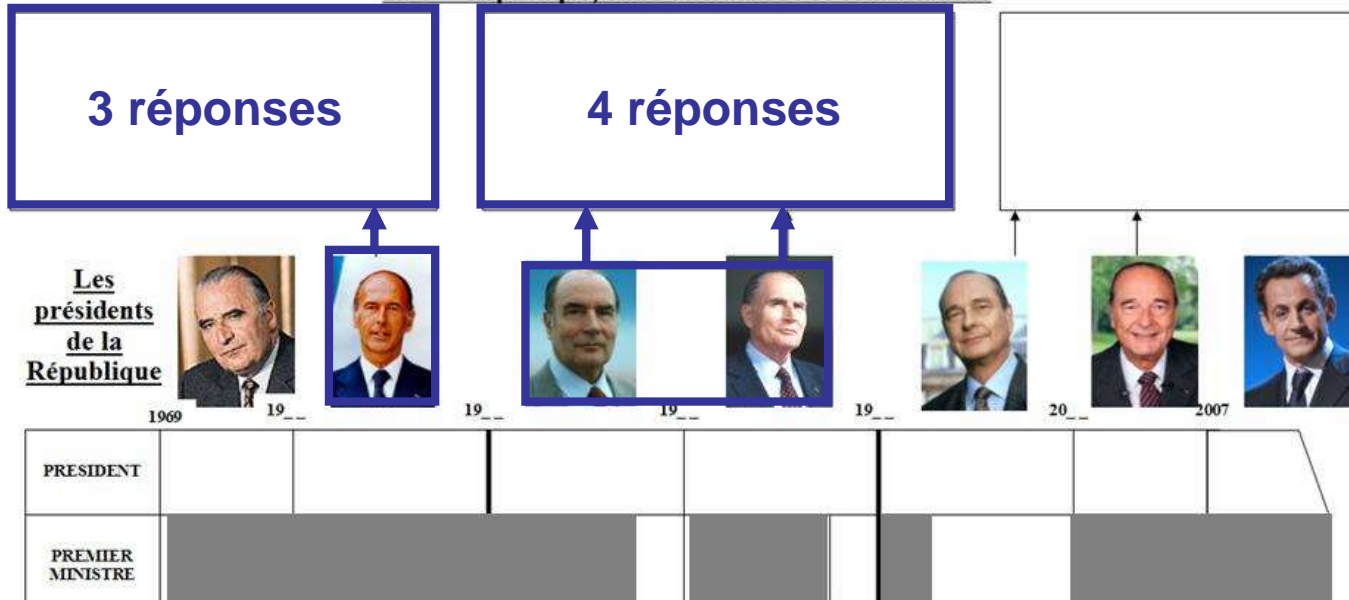 3 réponses
4 réponses
Les
présidents
de la
République
1969
19_ _
19_ _
19_ _
19_ _
20_ _
2007
PRESIDENT
PREMIER
MINISTRE